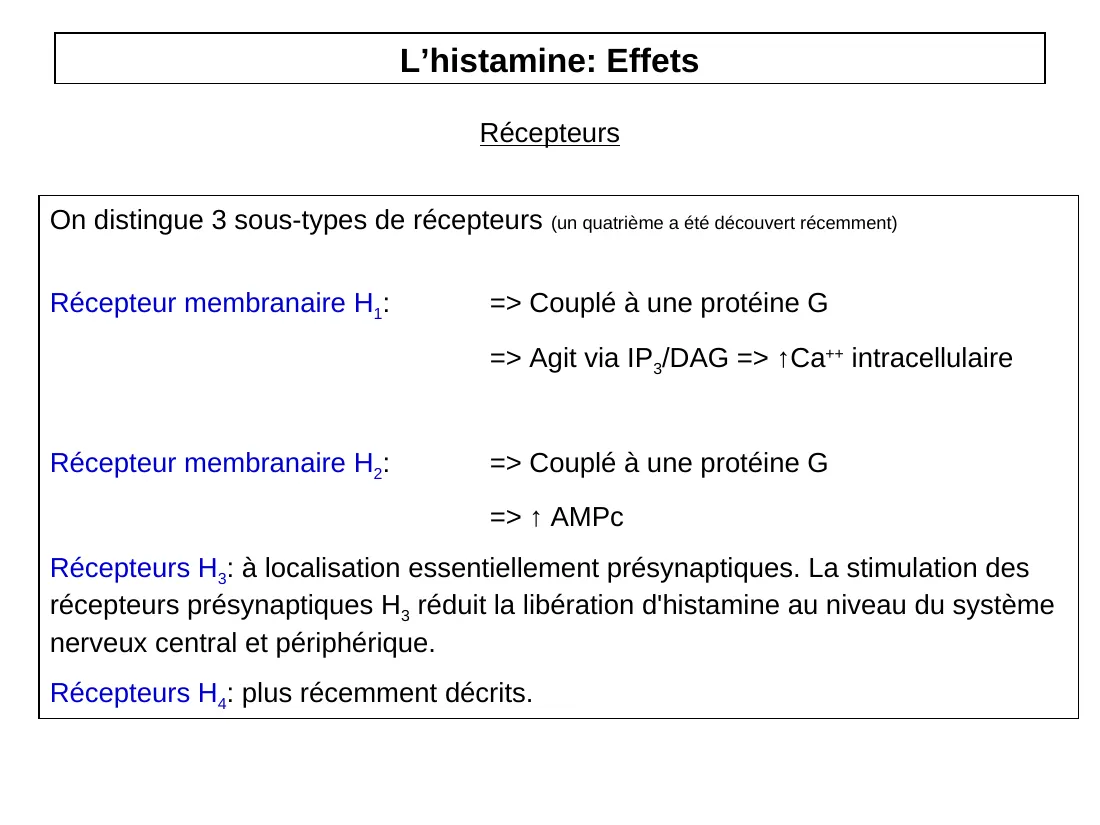 L’histamine: Effets
Récepteurs
On distingue 3 sous-types de récepteurs (un quatrième a été découvert récemment)
Récepteur membranaire H₁: => Couplé à une protéine G
=> Agit via IP₃/DAG => ↑Ca⁺⁺ intracellulaire
Récepteur membranaire H₂: => Couplé à une protéine G
=> ↑ AMPc
Récepteurs H₃: à localisation essentiellement présynaptiques. La stimulation des
récepteurs présynaptiques H₃ réduit la libération d'histamine au niveau du système
nerveux central et périphérique.
Récepteurs H₄: plus récemment décrits.